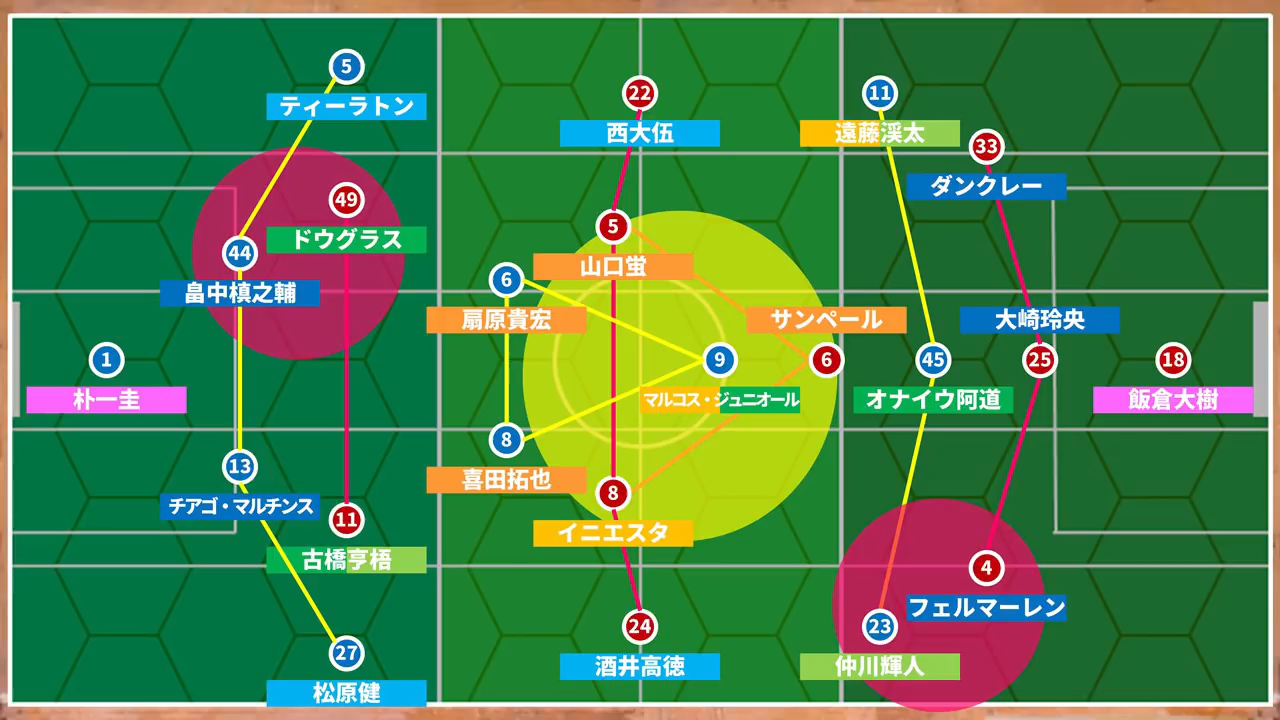 5
ティーラトン
22
西大伍
11
遠藤渓太
33
ダンクレー
49
ドウグラス
5
山口蛍
44
畠中槙之輔
6
扇原貴宏
サンペール
6
大崎玲央
25
1
朴一圭
9
マルコス・ジュニオール
45
オナイウ阿道
18
飯倉大樹
8
喜田拓也
13
チアゴ・マルチンス
8
イニエスタ
11
古橋亨梧
4
フェルマーレン
24
酒井高徳
23
仲川輝人
27
松原健